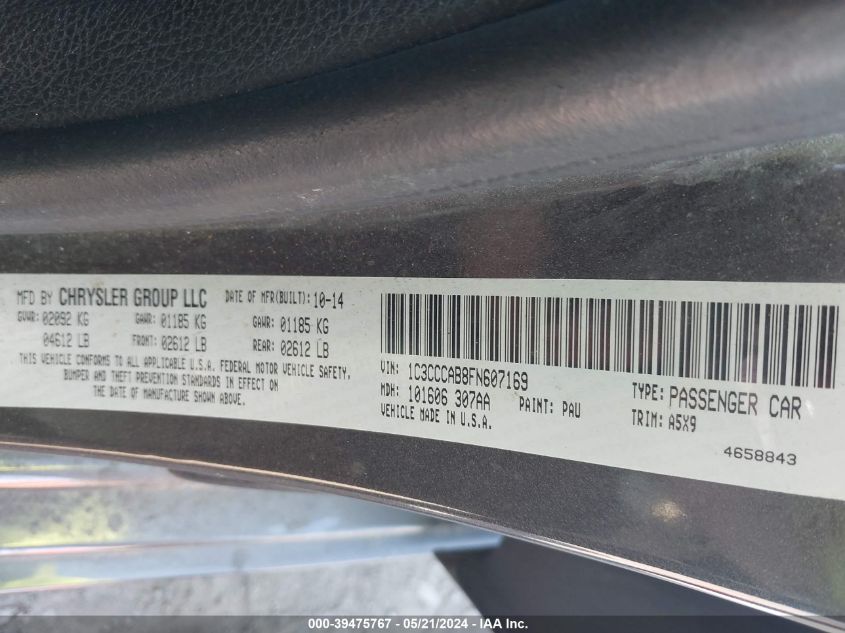 MFD BY CHRYSLER GROUP LLC DATE OF MFR(BUILT): 10-14
GVWR: 02092 KG GAWR: 01185 KG GAWR: 01185 KG
04612 LB FRONT: 02612 LB REAR: 02612 LB
THIS VEHICLE CONFORMS TO ALL APPLICABLE U.S.A. FEDERAL MOTOR VEHICLE SAFETY,
BUMPER AND THEFT PREVENTION STANDARDS IN EFFECT ON
THE DATE OF MANUFACTURE SHOWN ABOVE.
VIN: 1C3CCCAB8FN607169 TYPE: PASSENGER CAR
MDH: 101606 307AA PAINT: PAU TRIM: A5X9
VEHICLE MADE IN U.S.A.
4658843
000-39475767 / 05/21/2024 - IAA Inc.